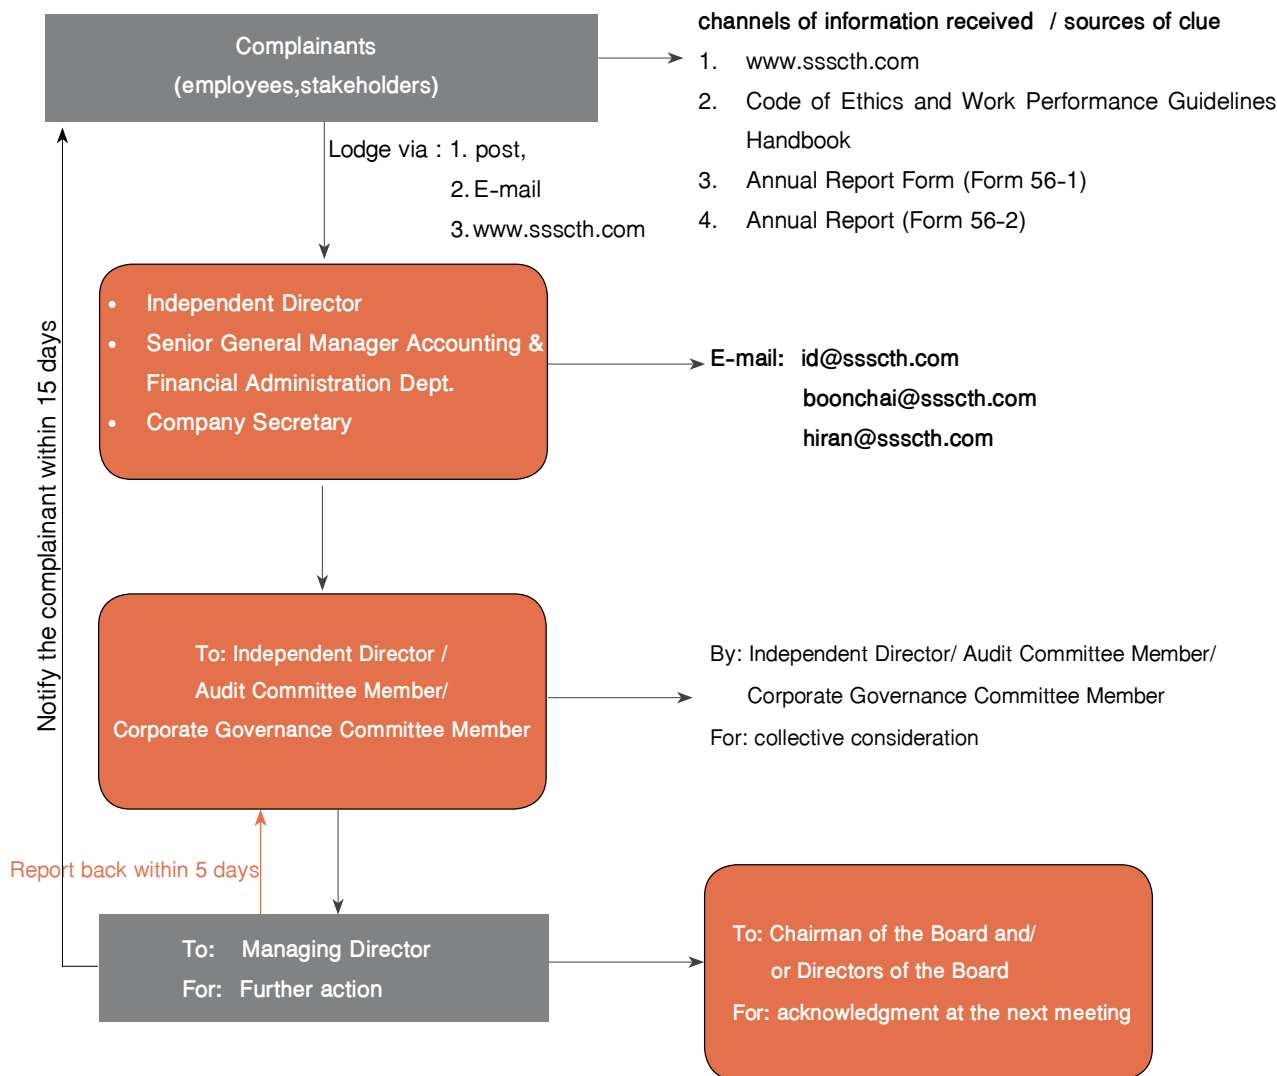 Complainants
(employees,stakeholders)
channels of information received / sources of clue
1. www.ssscth.com
2. Code of Ethics and Work Performance Guidelines
Handbook
3. Annual Report Form (Form 56-1)
4. Annual Report (Form 56-2)
Lodge via : 1. post,
2. E-mail
3. www.ssscth.com
• Independent Director
• Senior General Manager Accounting &
Financial Administration Dept.
• Company Secretary
E-mail: id@ssscth.com
boonchai@ssscth.com
hiran@ssscth.com
Notify the complainant within 15 days
To: Independent Director /
Audit Committee Member/
Corporate Governance Committee Member
By: Independent Director/ Audit Committee Member/
Corporate Governance Committee Member
For: collective consideration
Report back within 5 days
To: Managing Director
For: Further action
To: Chairman of the Board and/
or Directors of the Board
For: acknowledgment at the next meeting